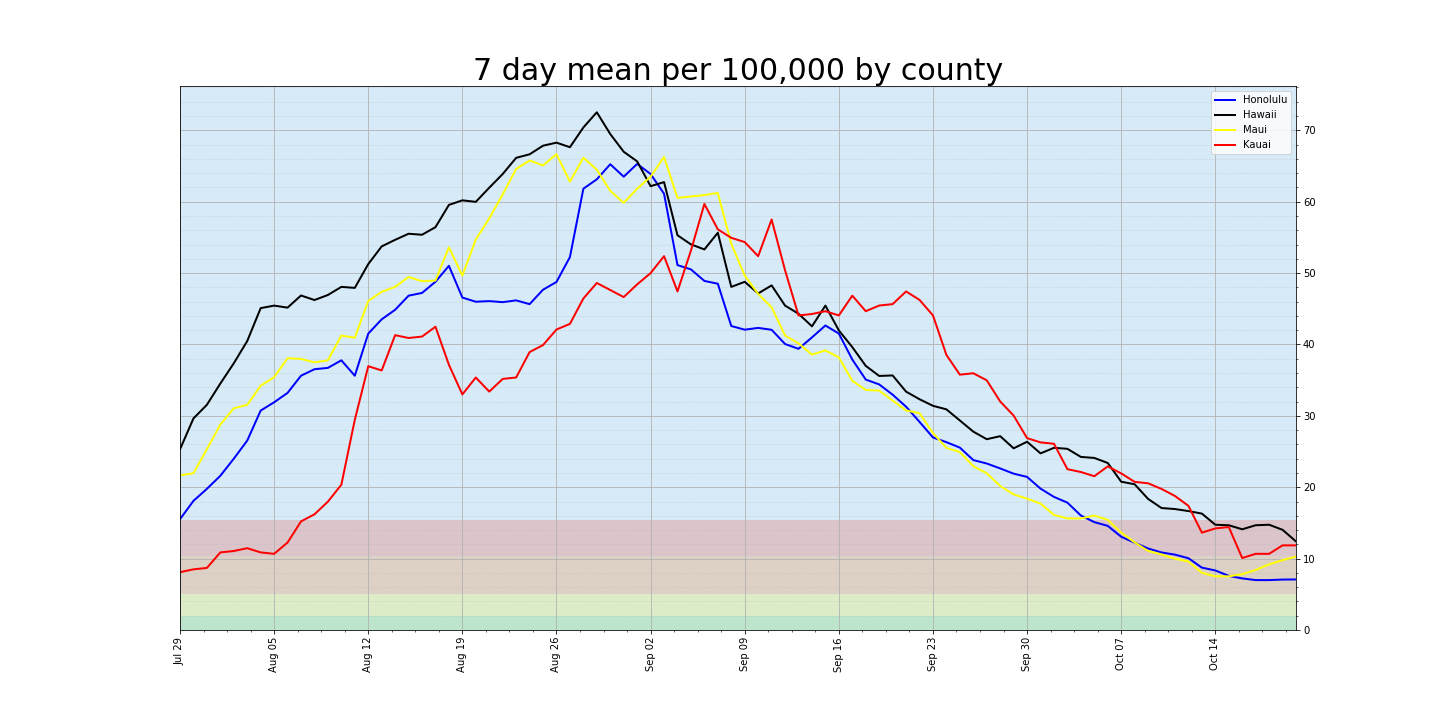 7 day mean per 100,000 by county
Honolulu
Hawaii
Maui
Kauai
70
60
50
40
30
20
10
0
Jul 29
Aug 05
Aug 12
Aug 19
Aug 26
Sep 02
Sep 09
Sep 16
Sep 23
Sep 30
Oct 07
Oct 14